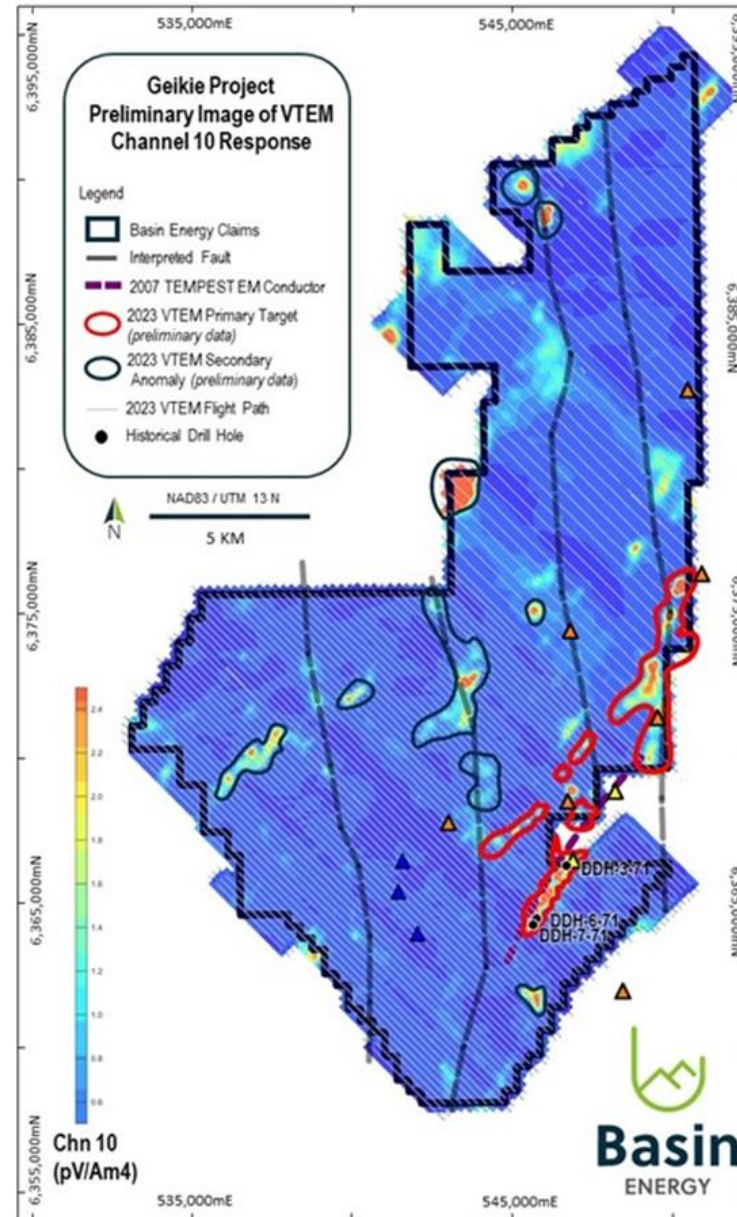 535,000mE
545,000mE
6,395,000mN
Geikie Project
Preliminary Image of VTEM
Channel 10 Response
Legend
Basin Energy Claims
Interpreted Fault
2007 TEMPEST EM Conductor
2023 VTEM Primary Target
(preliminary data)
2023 VTEM Secondary
Anomaly (preliminary data)
2023 VTEM Flight Path
Historical Drill Hole
6,385,000mN
6,385,000mN
N
NAD83 / UTM 13 N
5 KM
6,375,000mN
2.4
2.2
2.0
1.8
1.6
1.4
1.2
1.0
0.8
0.6
Chn 10
(pV/Am4)
DDH-3-71
DDH-6-71
DDH-7-71
6,365,000mN
6,355,000mN
Basin
ENERGY
535,000mE
545,000mE